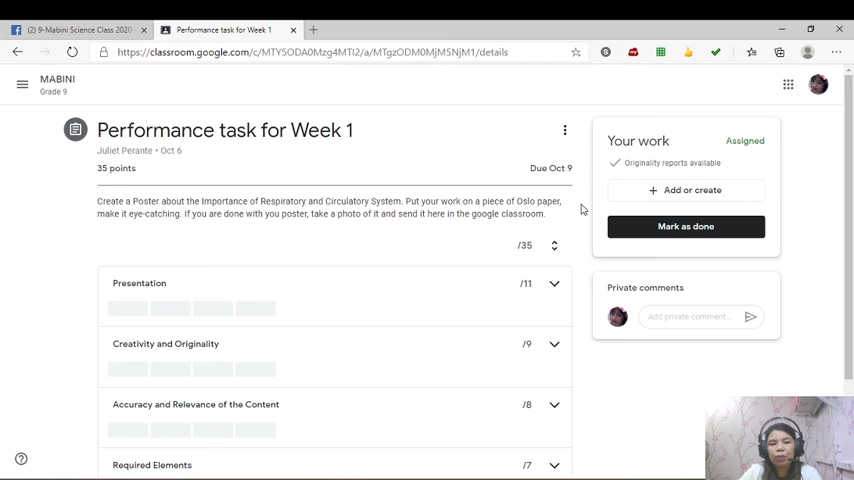 (2) 9-Mabini Science Class 2020-
Performance task for Week 1
https://classroom.google.com/c/MTY5ODA0Mzg4MTI2/a/MTgzODM0MjM5NjM1/details
MABINI
Grade 9
Performance task for Week 1
Juliet Perante • Oct 6
35 points
Due Oct 9
Create a Poster about the Importance of Respiratory and Circulatory System. Put your work on a piece of Oslo paper,
make it eye-catching. If you are done with you poster, take a photo of it and send it here in the google classroom.
/35
Presentation
/11
Creativity and Originality
/9
Accuracy and Relevance of the Content
/8
Required Elements
/7
Your work
Assigned
Originality reports available
+ Add or create
Mark as done
Private comments
Add private comment...